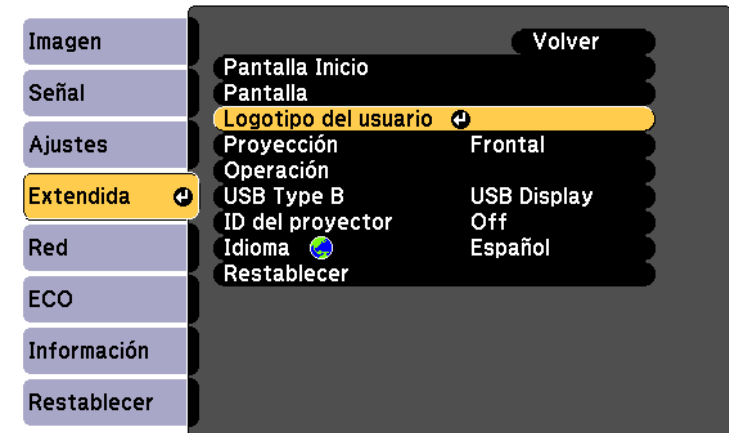 Imagen
Señal
Ajustes
Extendida
Red
ECO
Información
Restablecer
Volver
Pantalla Inicio
Pantalla
Logotipo del usuario
Proyección Frontal
Operación
USB Type B USB Display
ID del proyector Off
Idioma Español
Restablecer